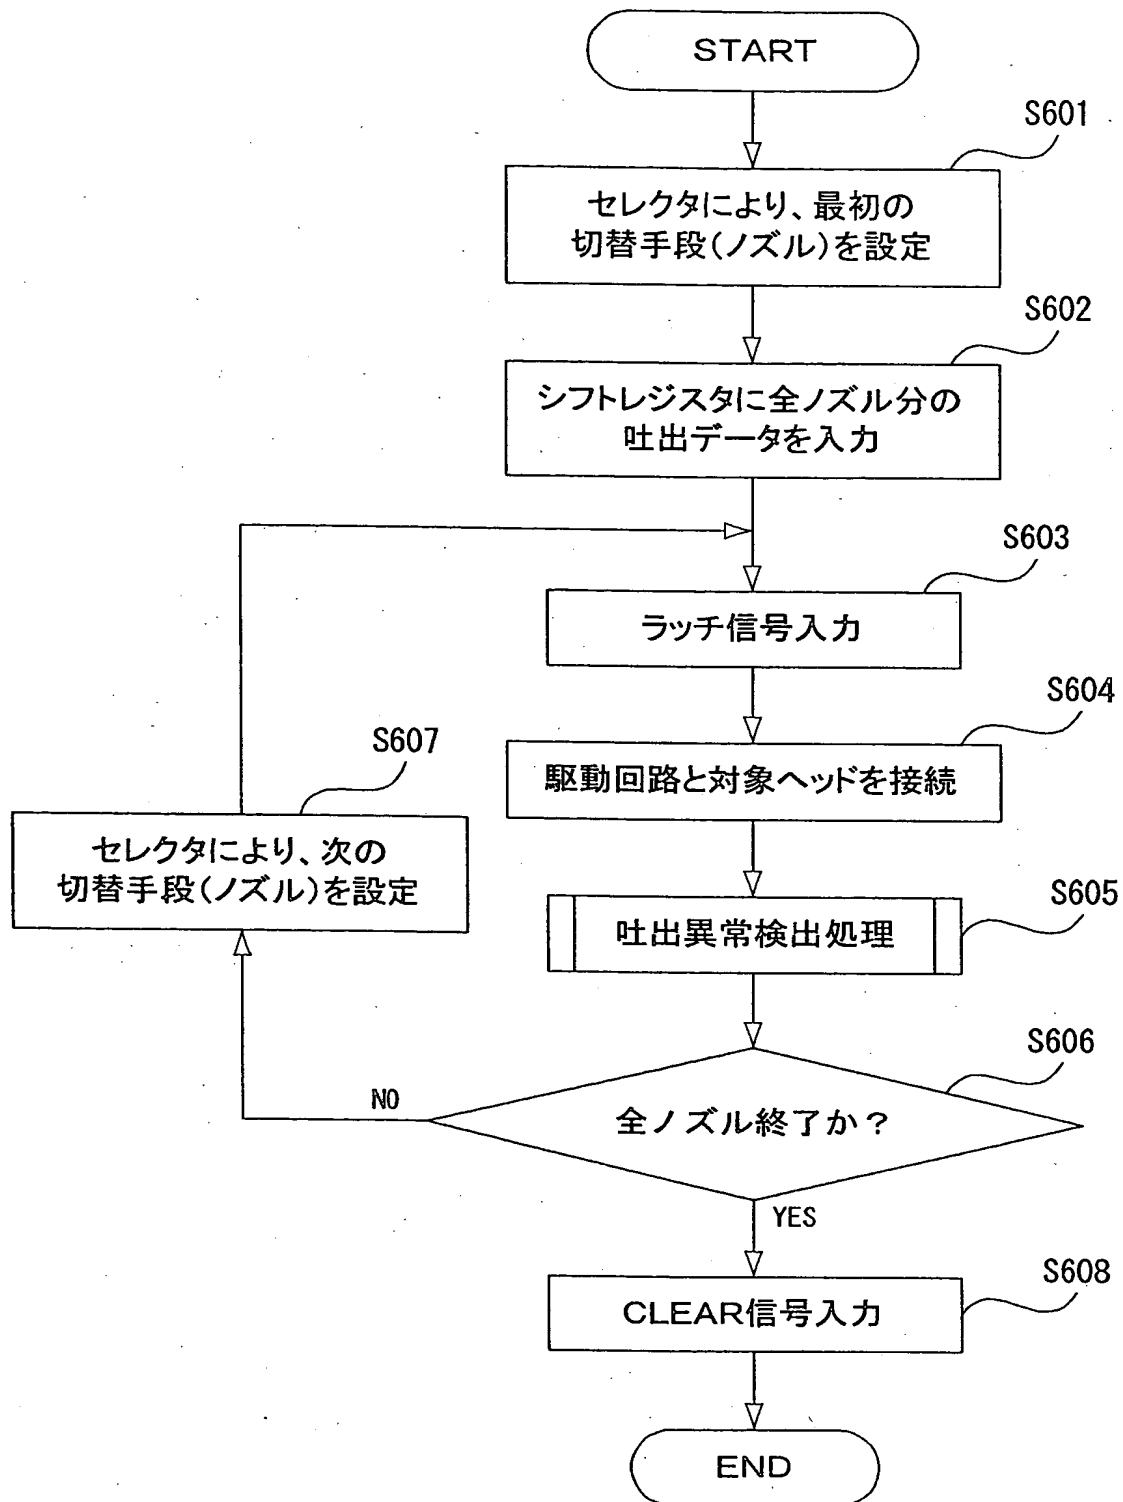 START
S601
セレクタにより、最初の
切替手段(ノズル)を設定
S602
シフトレジスタに全ノズル分の
吐出データを入力
S603
ラッチ信号入力
S604
駆動回路と対象ヘッドを接続
S607
セレクタにより、次の
切替手段(ノズル)を設定
S605
吐出異常検出処理
S606
全ノズル終了か?
NO
YES
S608
CLEAR信号入力
END